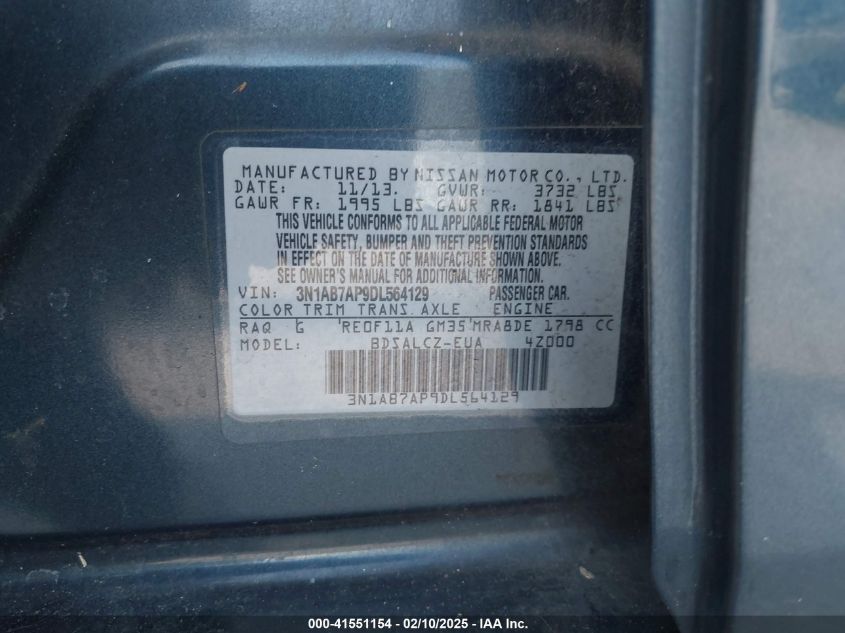 MANUFACTURED BY NISSAN MOTOR CO., LTD.
DATE: 11/13. GVWR: 3732 LBS
GAWR FR: 1995 LBS GAWR RR: 1841 LBS
THIS VEHICLE CONFORMS TO ALL APPLICABLE FEDERAL MOTOR
VEHICLE SAFETY, BUMPER AND THEFT PREVENTION STANDARDS
IN EFFECT ON THE DATE OF MANUFACTURE SHOWN ABOVE.
SEE OWNER'S MANUAL FOR ADDITIONAL INFORMATION.
VIN: 3N1AB7AP9DL564129 PASSENGER CAR.
COLOR TRIM TRANS. AXLE ENGINE
RAQ G RE0F11A GM35 MRA8DE 1798 CC
MODEL: BDSALCZ-EUA 4Z000
3N1AB7AP9DL564129
000-41551154 - 02/10/2025 - IAA Inc.